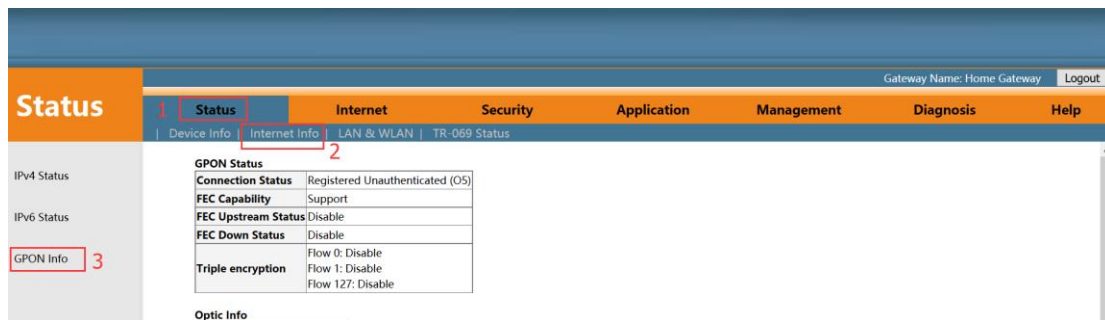 Gateway Name: Home Gateway Logout
Status
1 Status Internet Security Application Management Diagnosis Help
| Device Info | Internet Info | LAN & WLAN | TR-069 Status
2
IPv4 Status
IPv6 Status
GPON Info 3
GPON Status
Connection Status Registered Unauthenticated (O5)
FEC Capability Support
FEC Upstream Status Disable
FEC Down Status Disable
Triple encryption Flow 0: Disable
Flow 1: Disable
Flow 127: Disable
Optic Info